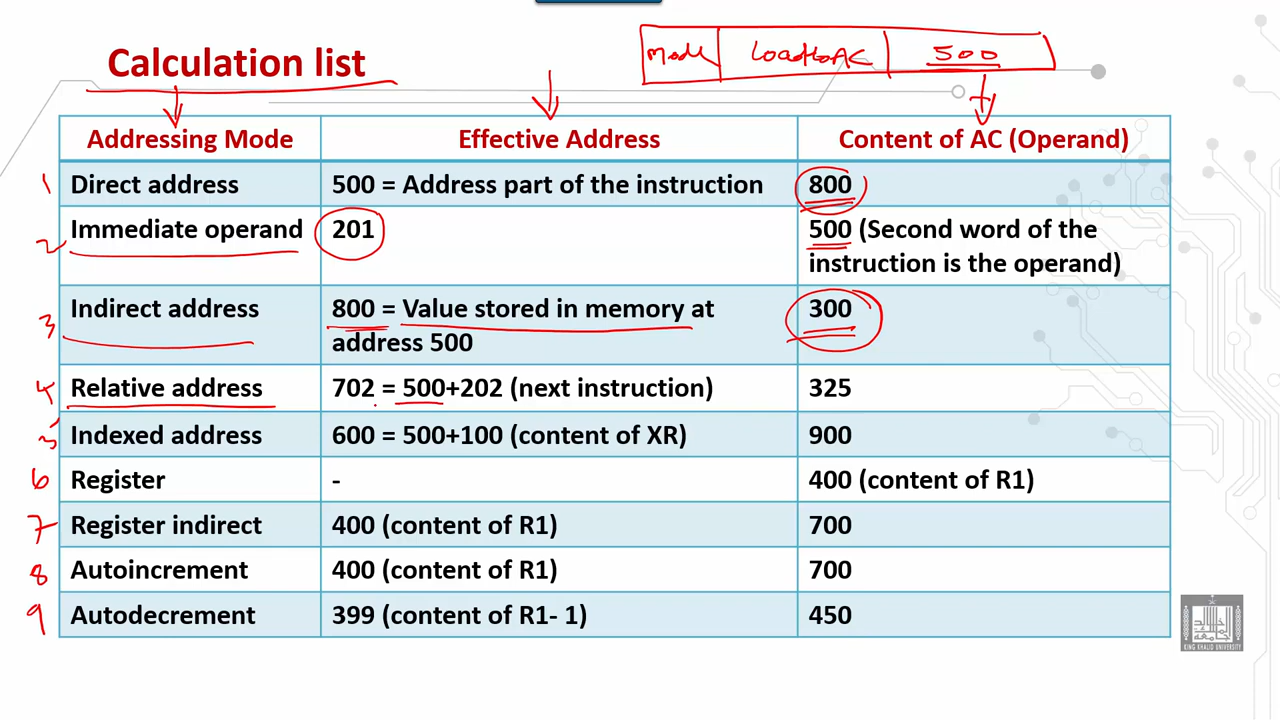 Mode LoadtoAC 500
Calculation list
Addressing Mode Effective Address Content of AC (Operand)
1 Direct address 500 = Address part of the instruction 800
2 Immediate operand 201 500 (Second word of the
instruction is the operand)
3 Indirect address 800 = Value stored in memory at 300
address 500
4 Relative address 702 = 500+202 (next instruction) 325
5 Indexed address 600 = 500+100 (content of XR) 900
6 Register - 400 (content of R1)
7 Register indirect 400 (content of R1) 700
8 Autoincrement 400 (content of R1) 700
9 Autodecrement 399 (content of R1- 1) 450
KING KHALID UNIVERSITY